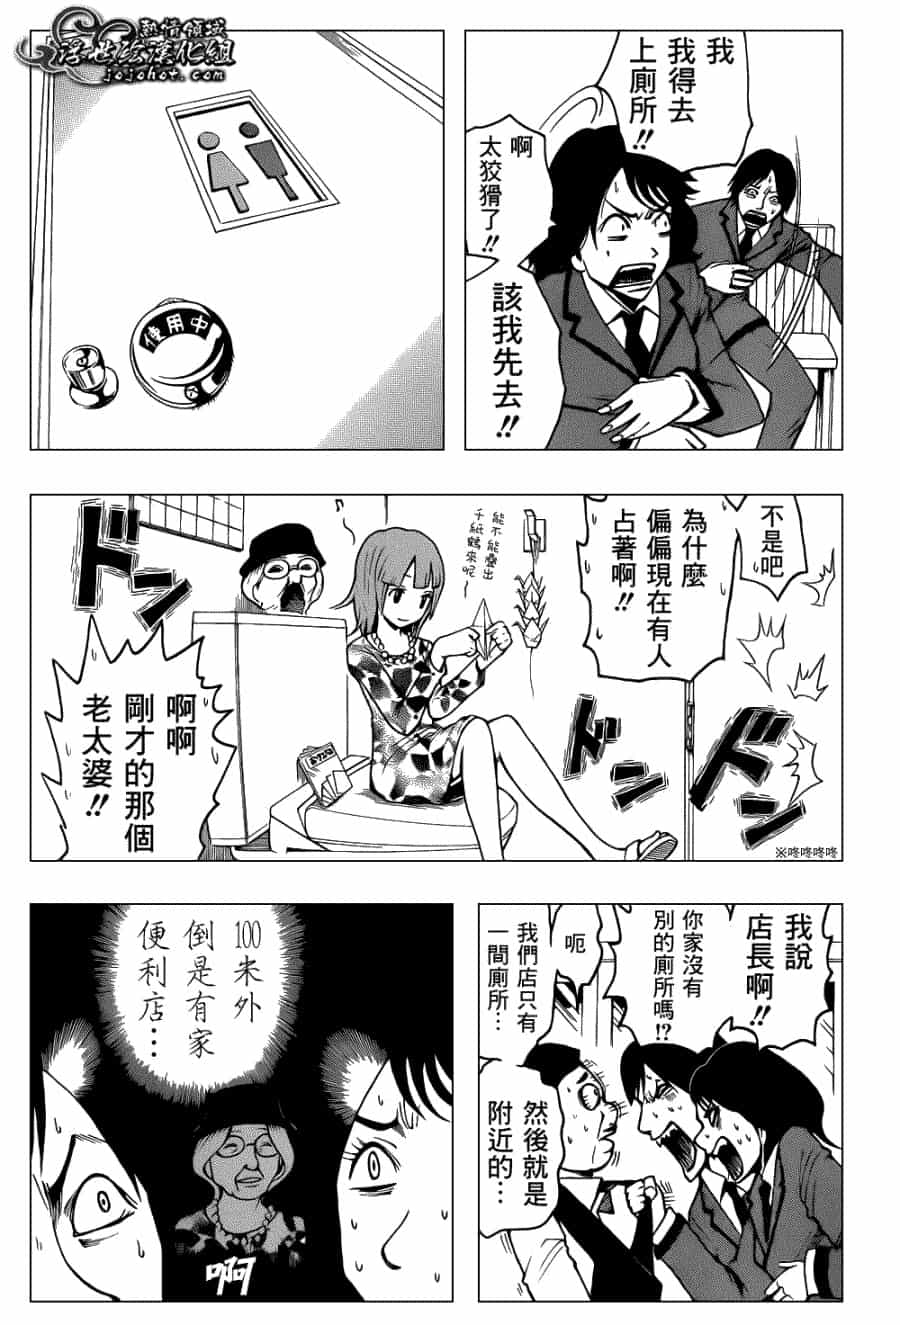 熱情領域
浮世绘漢化組
jojohot.com
我
我得去
上廁所!!
啊
太狡猾了!!
該我先去!!
使用中
不是吧
為什麼
偏偏現在有人
占著啊!!
能不能疊出
千紙鶴來呢~
ドン
ドン
ドン
※咚咚咚咚
啊啊
剛才的那個
老太婆!!
我說
店長啊!!
你家沒有
別的廁所嗎!?
呃
我們店只有
一間廁所…
然後就是
附近的…
100米外
倒是有家
便利店…
啊